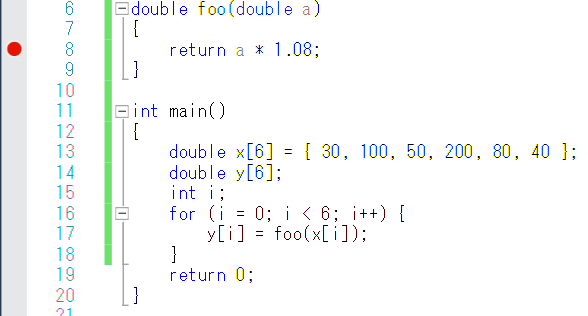 6 double foo(double a)
7 {
8 return a * 1.08;
9 }
10
11 int main()
12 {
13 double x[6] = { 30, 100, 50, 200, 80, 40 };
14 double y[6];
15 int i;
16 for (i = 0; i < 6; i++) {
17 y[i] = foo(x[i]);
18 }
19 return 0;
20 }
21